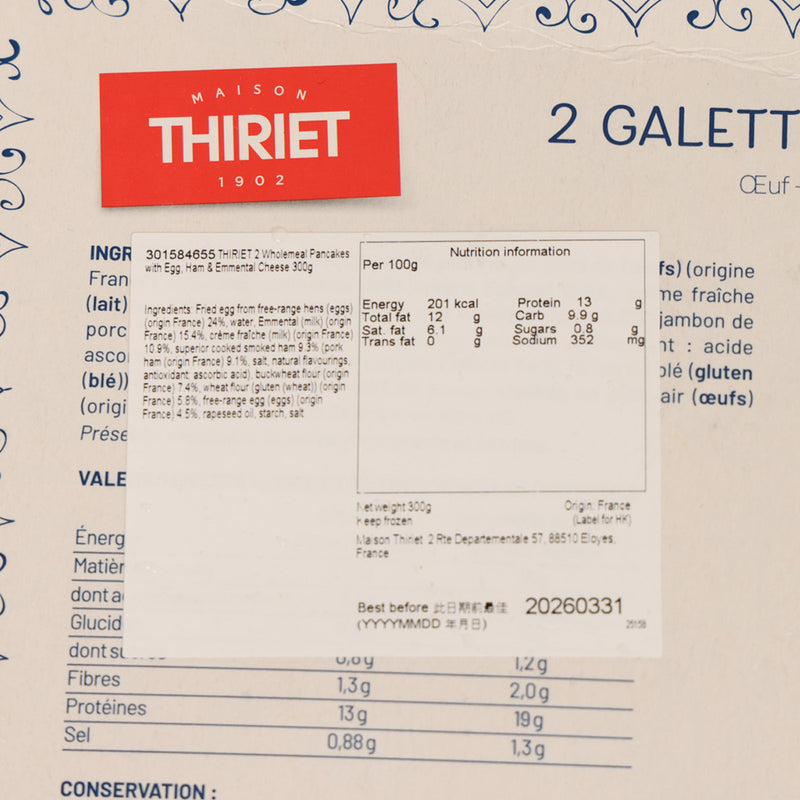 MAISON
THIRIET
1902
2 GALETT
Œuf -
INGR
Fran
(lait)
porc
asco
(blé))
(origi
Prése
fs) (origine
me fraîche
jambon de
nt : acide
blé (gluten
air (œufs)
301584655 THIRIET 2 Wholemeal Pancakes
with Egg, Ham & Emmental Cheese 300g
Ingredients: Fried egg from free-range hens (eggs)
(origin France) 24%, water, Emmental (milk) (origin
France) 15.4%, crème fraîche (milk) (origin France)
10.9%, superior cooked smoked ham 9.3% (pork
ham (origin France) 9.1%, salt, natural flavourings,
antioxidant: ascorbic acid), buckwheat flour (origin
France) 7.4%, wheat flour (gluten (wheat)) (origin
France) 5.8%, free-range egg (eggs) (origin
France) 4.5%, rapeseed oil, starch, salt
Nutrition information
Per 100g
Energy 201 kcal Protein 13 g
Total fat 12 g Carb 9.9 g
Sat. fat 6.1 g Sugars 0.8 g
Trans fat 0 g Sodium 352 mg
Net weight 300g Origin: France
Keep frozen (Label for HK)
Maison Thiriet 2 Rte Departementale 57, 88510 Eloyes,
France
Best before 此日期前最佳 20260331
(YYYYMMDD 年月日)
25158
VALE
Énerg
Matièr
dont a
Glucid
dont sucres 0,8g 1,2g
Fibres 1,3g 2,0g
Protéines 13g 19g
Sel 0,88g 1,3g
CONSERVATION :